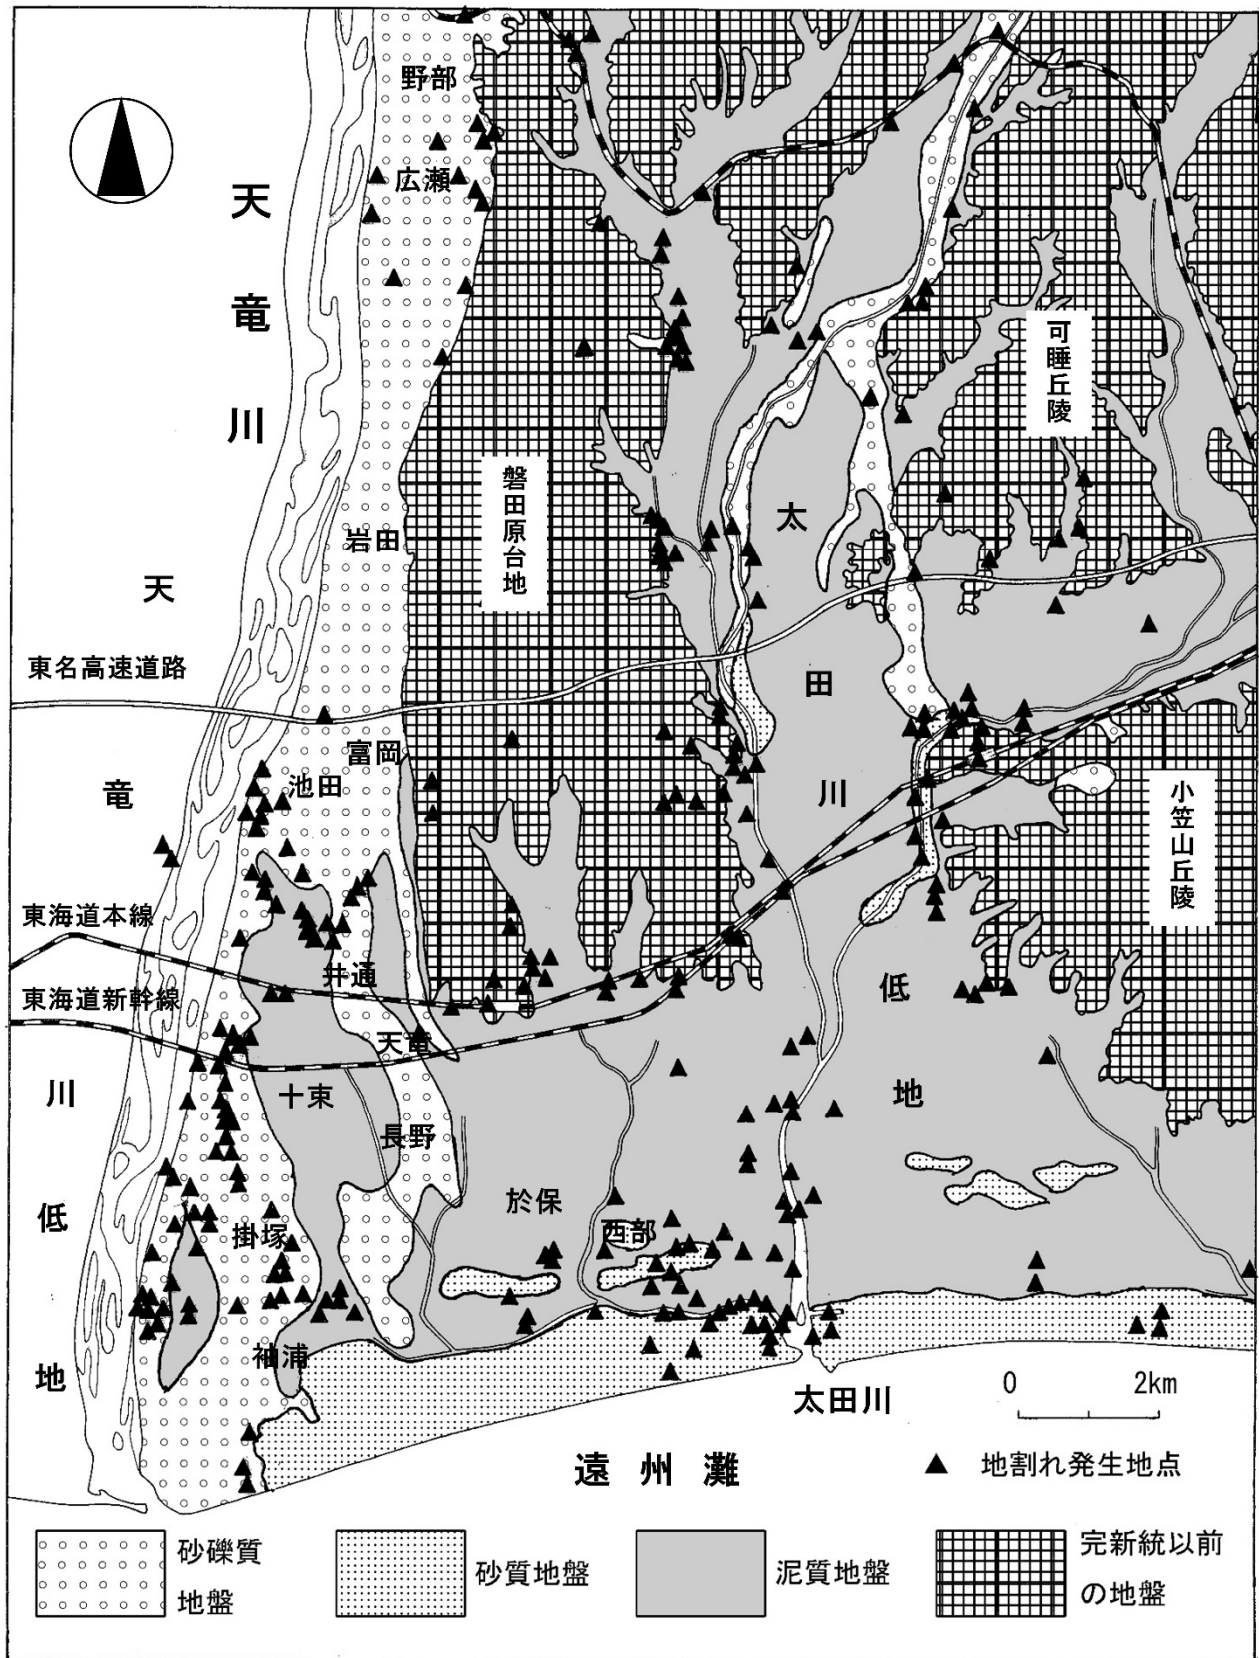 野部
広瀬
天
竜
川
可睡丘陵
磐田原台地
太
岩田
天
東名高速道路
田
富岡
池田
竜
川
小笠山丘陵
東海道本線
井通
東海道新幹線
低
天竜
十束
川
地
長野
於保
低
掛塚
西部
袖浦
地
0 2km
太田川
遠州灘
▲ 地割れ発生地点
砂礫質
地盤
砂質地盤
泥質地盤
完新統以前
の地盤